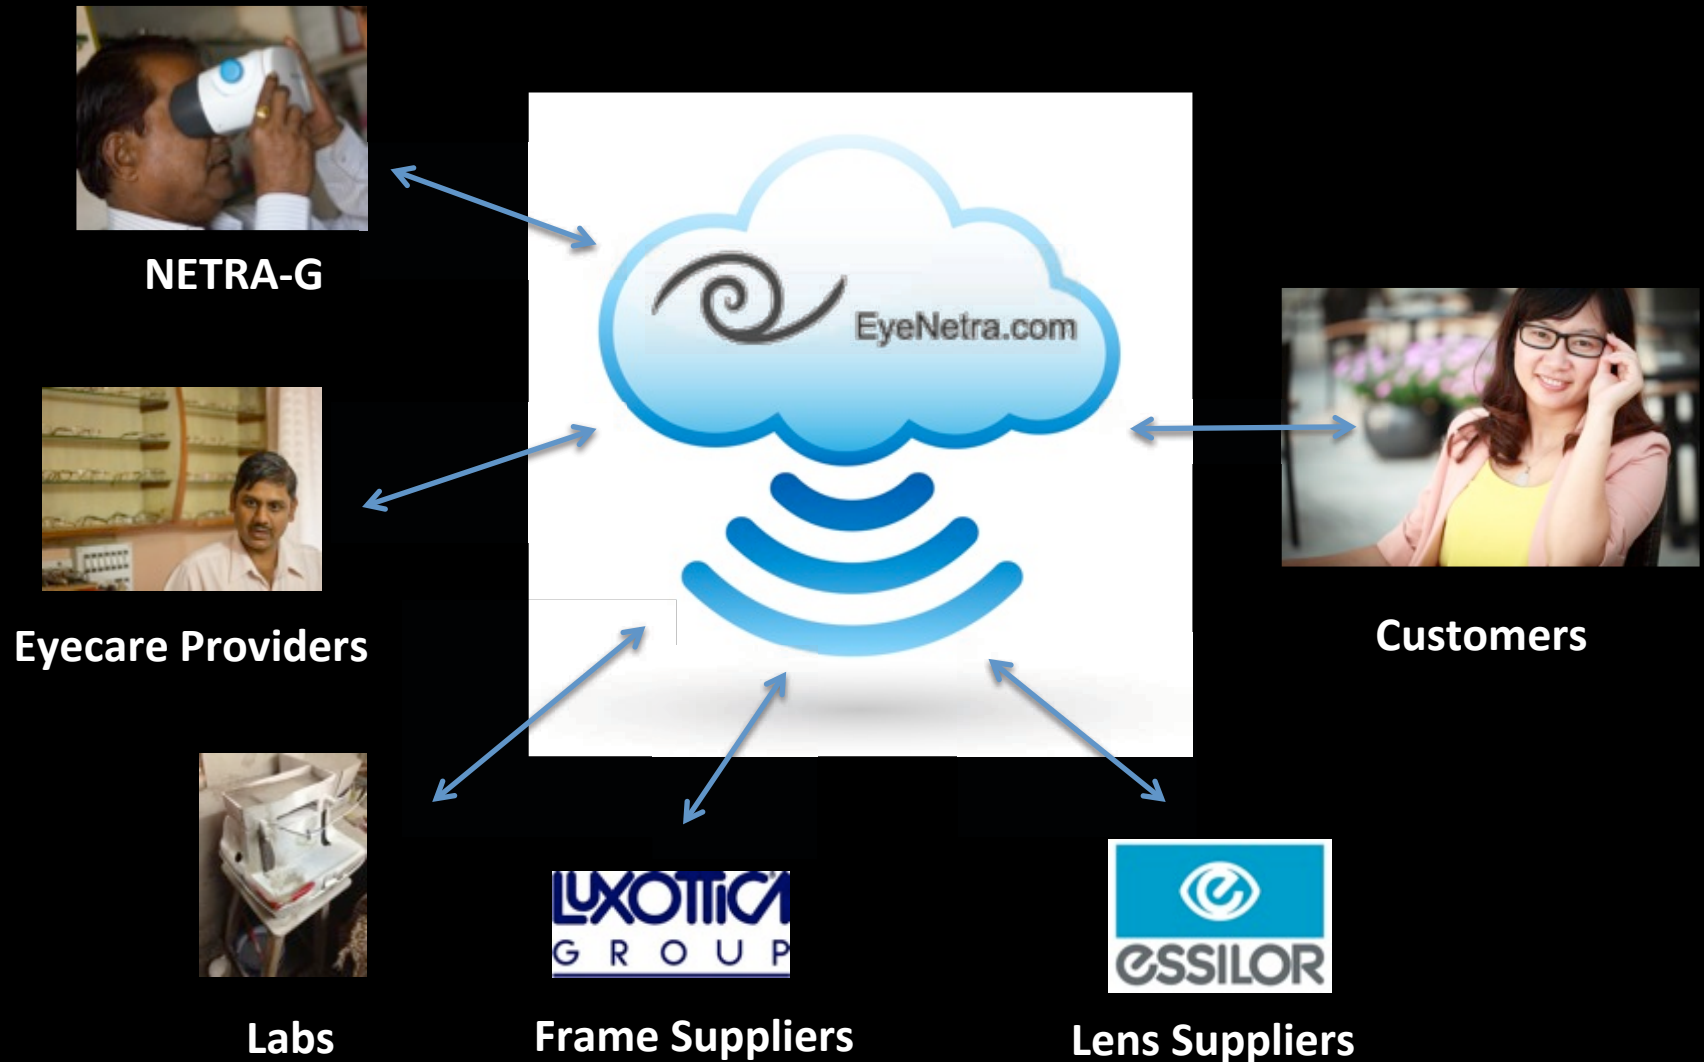 NETRA-G
EyeNetra.com
Eyecare Providers
Customers
LUXOTTICA
GROUP
essilor
Labs
Frame Suppliers
Lens Suppliers